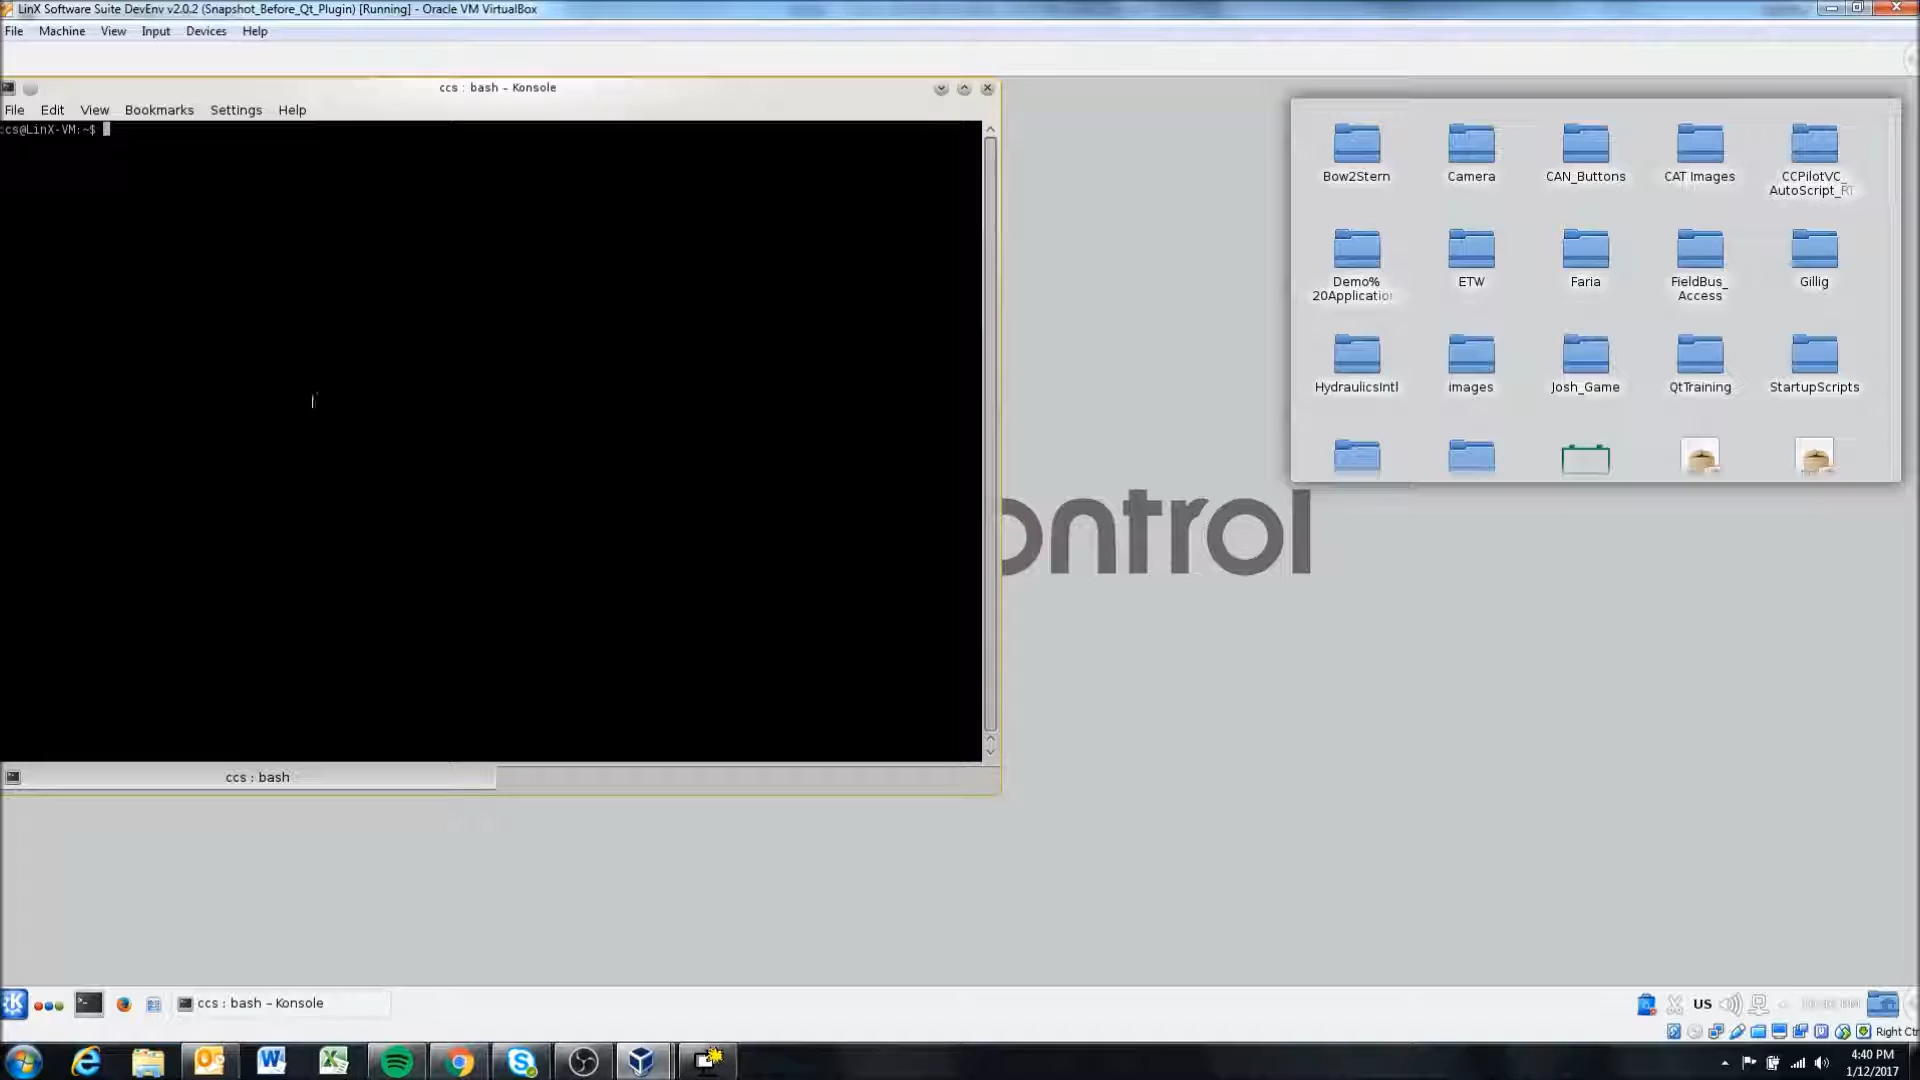 LinX Software Suite DevEnv v2.0.2 (Snapshot_Before_Qt_Plugin) [Running] - Oracle VM VirtualBox
File Machine View Input Devices Help
ccs : bash – Konsole
File Edit View Bookmarks Settings Help
ccs@LinX-VM:~$
Bow2Stern Camera CAN_Buttons CAT Images CCPilotVC_
AutoScript_RT
Demo% ETW Faria FieldBus_ Gillig
20Application Access
HydraulicsIntl images Josh_Game QtTraining StartupScripts
ontrol
ccs : bash
ccs : bash – Konsole
US
Right Ctrl
4:40 PM
1/12/2017